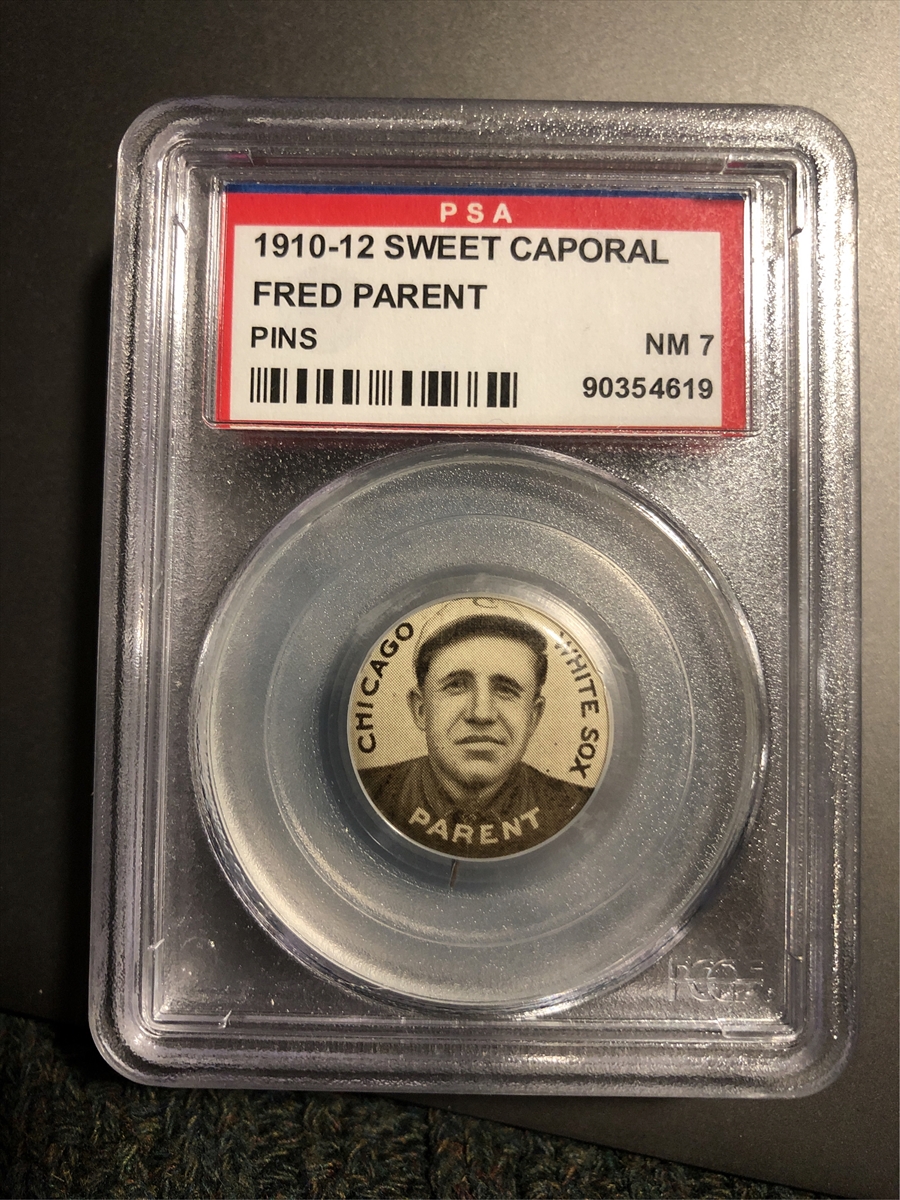 PSA
1910-12 SWEET CAPORAL
FRED PARENT
PINS
NM 7
90354619
C
CHICAGO
WHITE SOX
PARENT